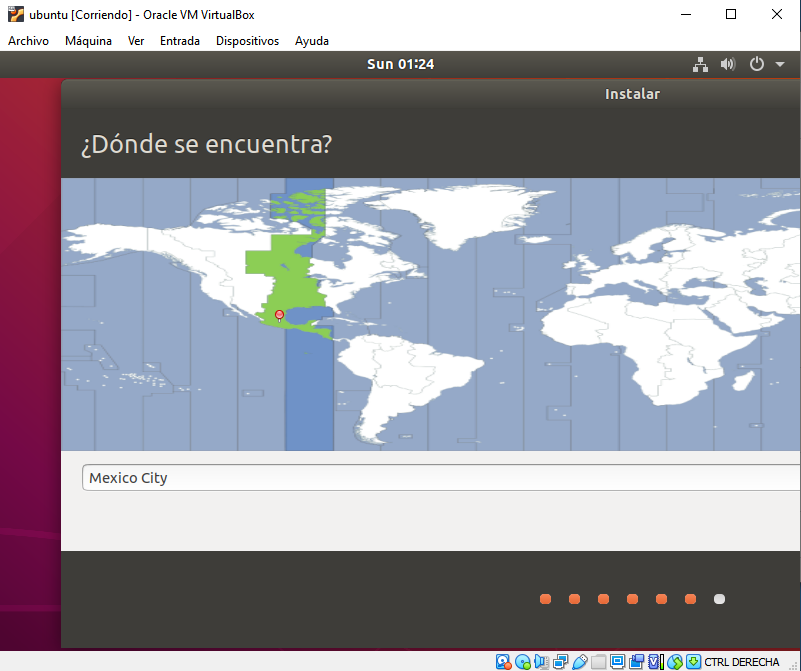 ubuntu [Corriendo] - Oracle VM VirtualBox
Archivo Máquina Ver Entrada Dispositivos Ayuda
Sun 01:24
Instalar
¿Dónde se encuentra?
Mexico City
CTRL DERECHA